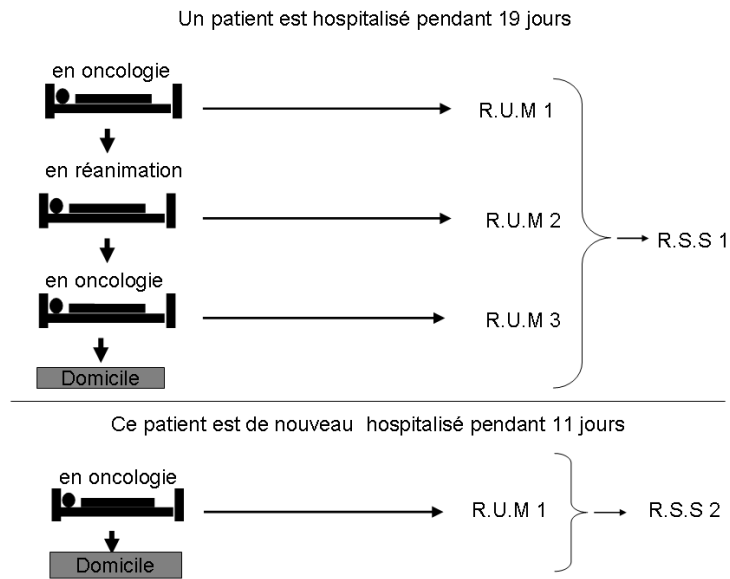 Un patient est hospitalisé pendant 19 jours
en oncologie
R.U.M 1
en réanimation
R.U.M 2
R.S.S 1
en oncologie
R.U.M 3
Domicile
Ce patient est de nouveau hospitalisé pendant 11 jours
en oncologie
R.U.M 1
R.S.S 2
Domicile